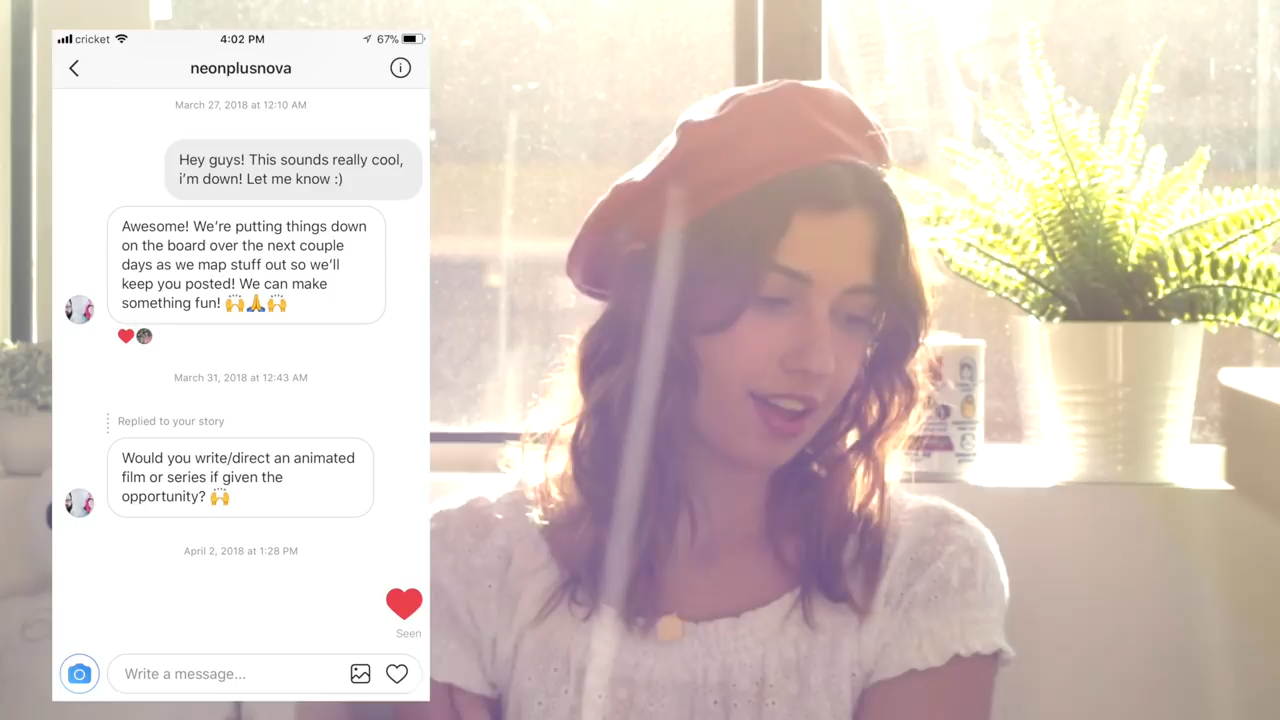 cricket 4:02 PM 67%
neonplusnova
March 27, 2018 at 12:10 AM
Hey guys! This sounds really cool,
i'm down! Let me know :)
Awesome! We're putting things down
on the board over the next couple
days as we map stuff out so we'll
keep you posted! We can make
something fun! 🙌🙏🙌
March 31, 2018 at 12:43 AM
Replied to your story
Would you write/direct an animated
film or series if given the
opportunity? 🙌
April 2, 2018 at 1:28 PM
Seen
Write a message...